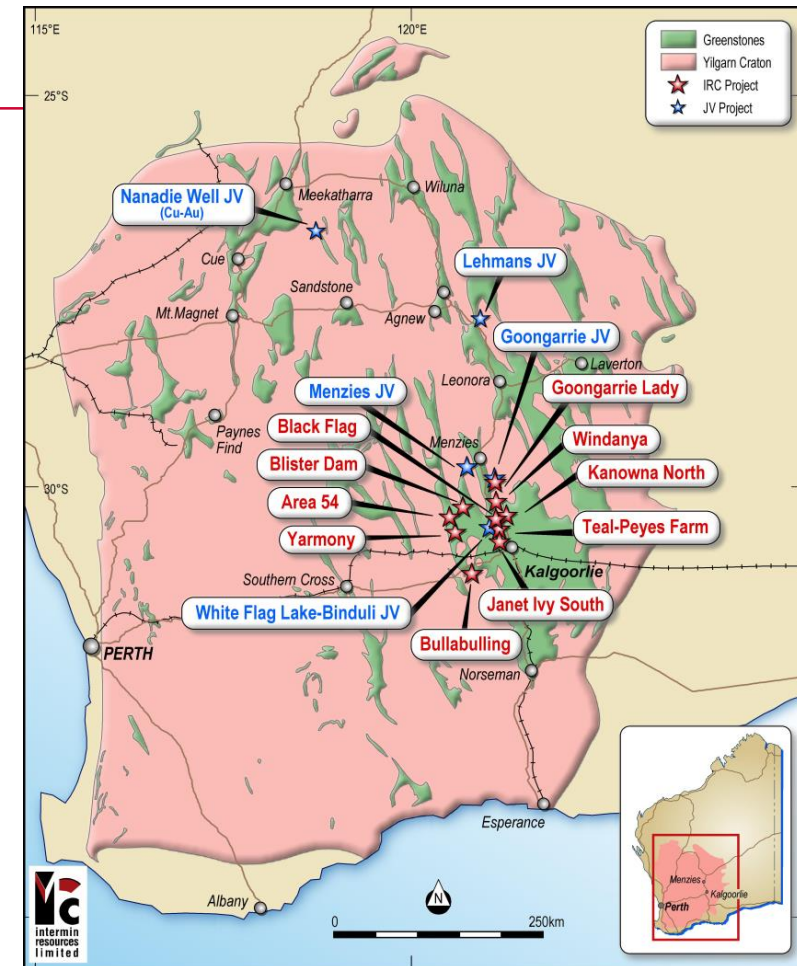 115°E
120°E
25°S
30°S
Greenstones
Yilgarn Craton
IRC Project
JV Project
Nanadie Well JV
(Cu-Au)
Meekatharra
Wiluna
Cue
Lehmans JV
Sandstone
Mt.Magnet
Agnew
Goongarrie JV
Laverton
Leonora
Menzies JV
Goongarrie Lady
Black Flag
Paynes
Find
Menzies
Windanya
Blister Dam
Kanowna North
Area 54
Teal-Peyes Farm
Yarmony
Kalgoorlie
Southern Cross
White Flag Lake-Binduli JV
Janet Ivy South
Bullabulling
PERTH
Norseman
Esperance
Albany
N
0
250km
intermin
resources
limited
Menzies
Kalgoorlie
Perth